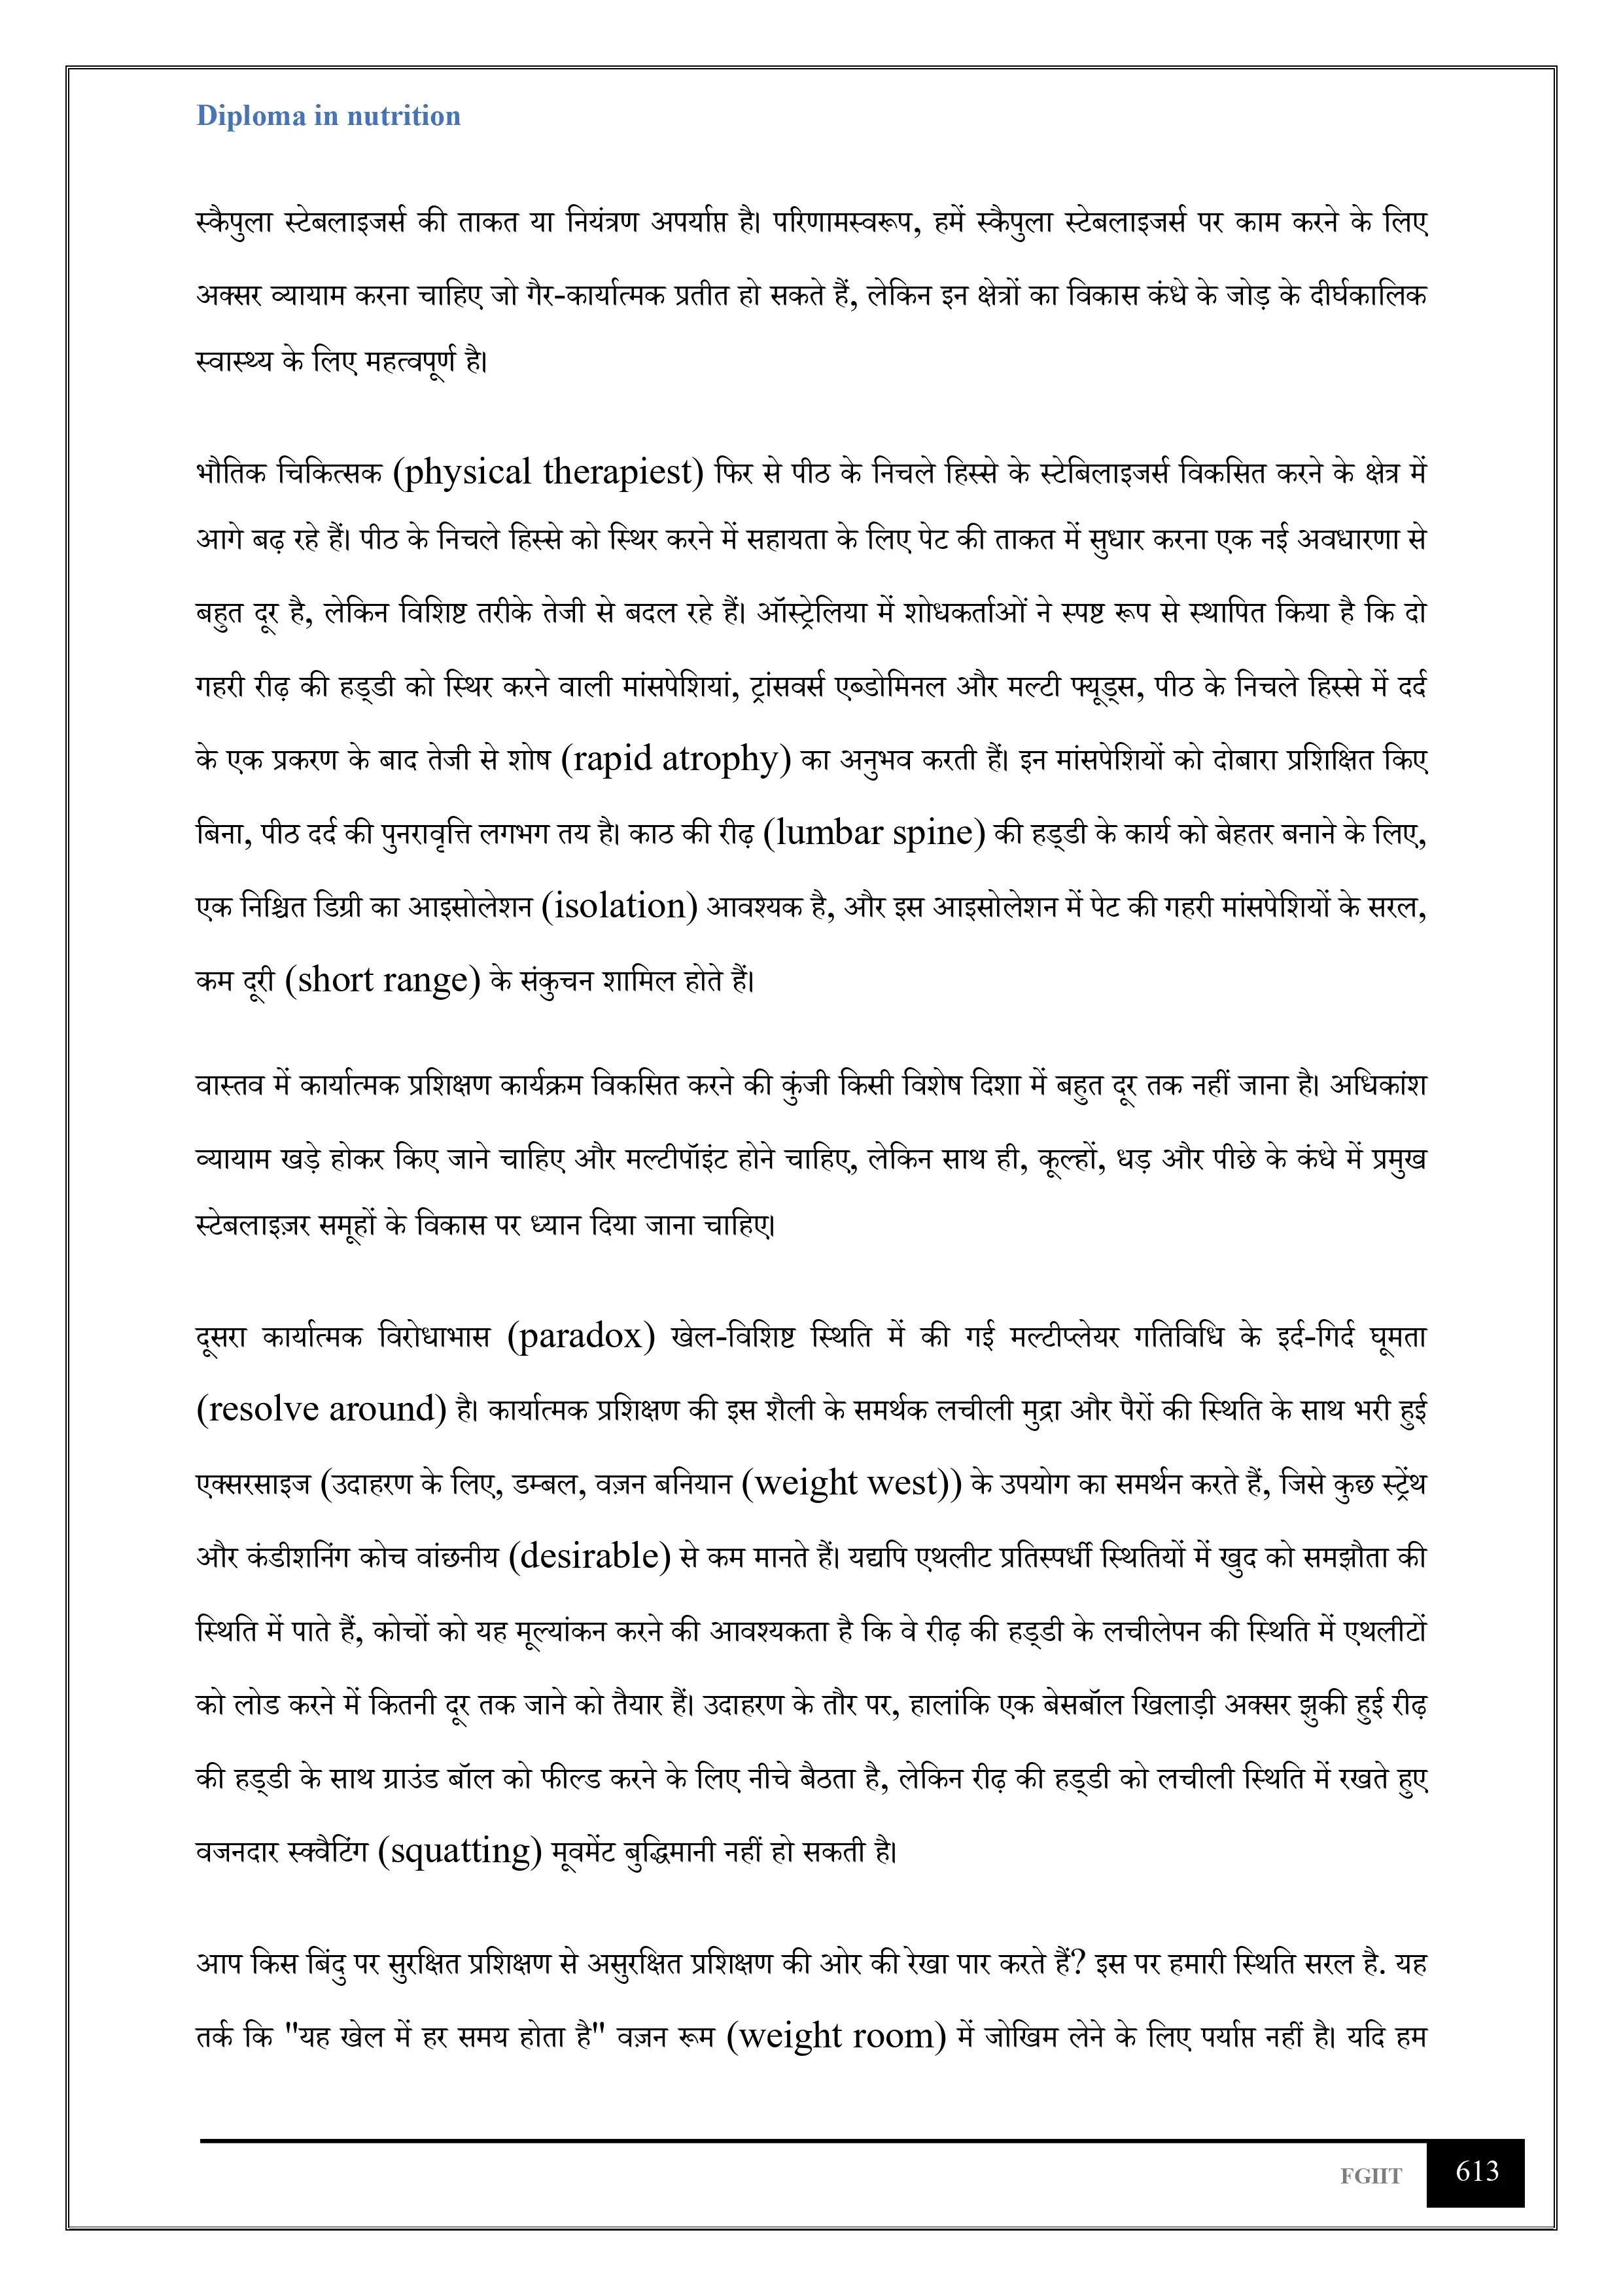 Diploma in nutrition
स्कैपुला स्टेबलाइजर्स की ताकत या नियंत्रण अपर्याप्त है। परिणामस्वरूप, हमें स्कैपुला स्टेबलाइजर्स पर काम करने के लिए
अक्सर व्यायाम करना चाहिए जो गैर-कार्यात्मक प्रतीत हो सकते हैं, लेकिन इन क्षेत्रों का विकास कंधे के जोड़ के दीर्घकालिक
स्वास्थ्य के लिए महत्वपूर्ण है।
भौतिक चिकित्सक (physical therapiest) फिर से पीठ के निचले हिस्से के स्टेबिलाइजर्स विकसित करने के क्षेत्र में
आगे बढ़ रहे हैं। पीठ के निचले हिस्से को स्थिर करने में सहायता के लिए पेट की ताकत में सुधार करना एक नई अवधारणा से
बहुत दूर है, लेकिन विशिष्ट तरीके तेजी से बदल रहे हैं। ऑस्ट्रेलिया में शोधकर्ताओं ने स्पष्ट रूप से स्थापित किया है कि दो
गहरी रीढ़ की हड्डी को स्थिर करने वाली मांसपेशियां, ट्रांसवर्स एब्डोमिनल और मल्टी फ्यूड्स, पीठ के निचले हिस्से में दर्द
के एक प्रकरण के बाद तेजी से शोष (rapid atrophy) का अनुभव करती हैं। इन मांसपेशियों को दोबारा प्रशिक्षित किए
बिना, पीठ दर्द की पुनरावृत्ति लगभग तय है। काठ की रीढ़ (lumbar spine) की हड्डी के कार्य को बेहतर बनाने के लिए,
एक निश्चित डिग्री का आइसोलेशन (isolation) आवश्यक है, और इस आइसोलेशन में पेट की गहरी मांसपेशियों के सरल,
कम दूरी (short range) के संकुचन शामिल होते हैं।
वास्तव में कार्यात्मक प्रशिक्षण कार्यक्रम विकसित करने की कुंजी किसी विशेष दिशा में बहुत दूर तक नहीं जाना है। अधिकांश
व्यायाम खड़े होकर किए जाने चाहिए और मल्टीपॉइंट होने चाहिए, लेकिन साथ ही, कूल्हों, धड़ और पीछे के कंधे में प्रमुख
स्टेबलाइज़र समूहों के विकास पर ध्यान दिया जाना चाहिए।
दूसरा कार्यात्मक विरोधाभास (paradox) खेल-विशिष्ट स्थिति में की गई मल्टीप्लेयर गतिविधि के इर्द-गिर्द घूमता
(resolve around) है। कार्यात्मक प्रशिक्षण की इस शैली के समर्थक लचीली मुद्रा और पैरों की स्थिति के साथ भरी हुई
एक्सरसाइज (उदाहरण के लिए, डम्बल, वज़न बनियान (weight west)) के उपयोग का समर्थन करते हैं, जिसे कुछ स्ट्रेंथ
और कंडीशनिंग कोच वांछनीय (desirable) से कम मानते हैं। यद्यपि एथलीट प्रतिस्पर्धी स्थितियों में खुद को समझौता की
स्थिति में पाते हैं, कोचों को यह मूल्यांकन करने की आवश्यकता है कि वे रीढ़ की हड्डी के लचीलेपन की स्थिति में एथलीटों
को लोड करने में कितनी दूर तक जाने को तैयार हैं। उदाहरण के तौर पर, हालांकि एक बेसबॉल खिलाड़ी अक्सर झुकी हुई रीढ़
की हड्डी के साथ ग्राउंड बॉल को फील्ड करने के लिए नीचे बैठता है, लेकिन रीढ़ की हड्डी को लचीली स्थिति में रखते हुए
वजनदार स्क्वैटिंग (squatting) मूवमेंट बुद्धिमानी नहीं हो सकती है।
आप किस बिंदु पर सुरक्षित प्रशिक्षण से असुरक्षित प्रशिक्षण की ओर की रेखा पार करते हैं? इस पर हमारी स्थिति सरल है. यह
तर्क कि "यह खेल में हर समय होता है" वज़न रूम (weight room) में जोखिम लेने के लिए पर्याप्त नहीं है। यदि हम
FGIIT 613